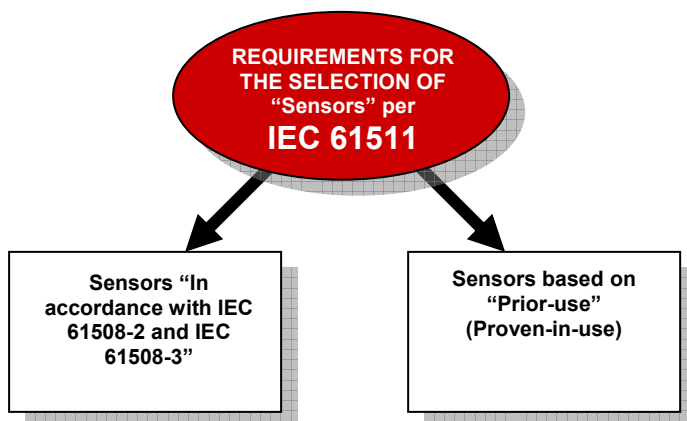 REQUIREMENTS FOR
THE SELECTION OF
“Sensors” per
IEC 61511
Sensors “In
accordance with IEC
61508-2 and IEC
61508-3”
Sensors based on
“Prior-use”
(Proven-in-use)